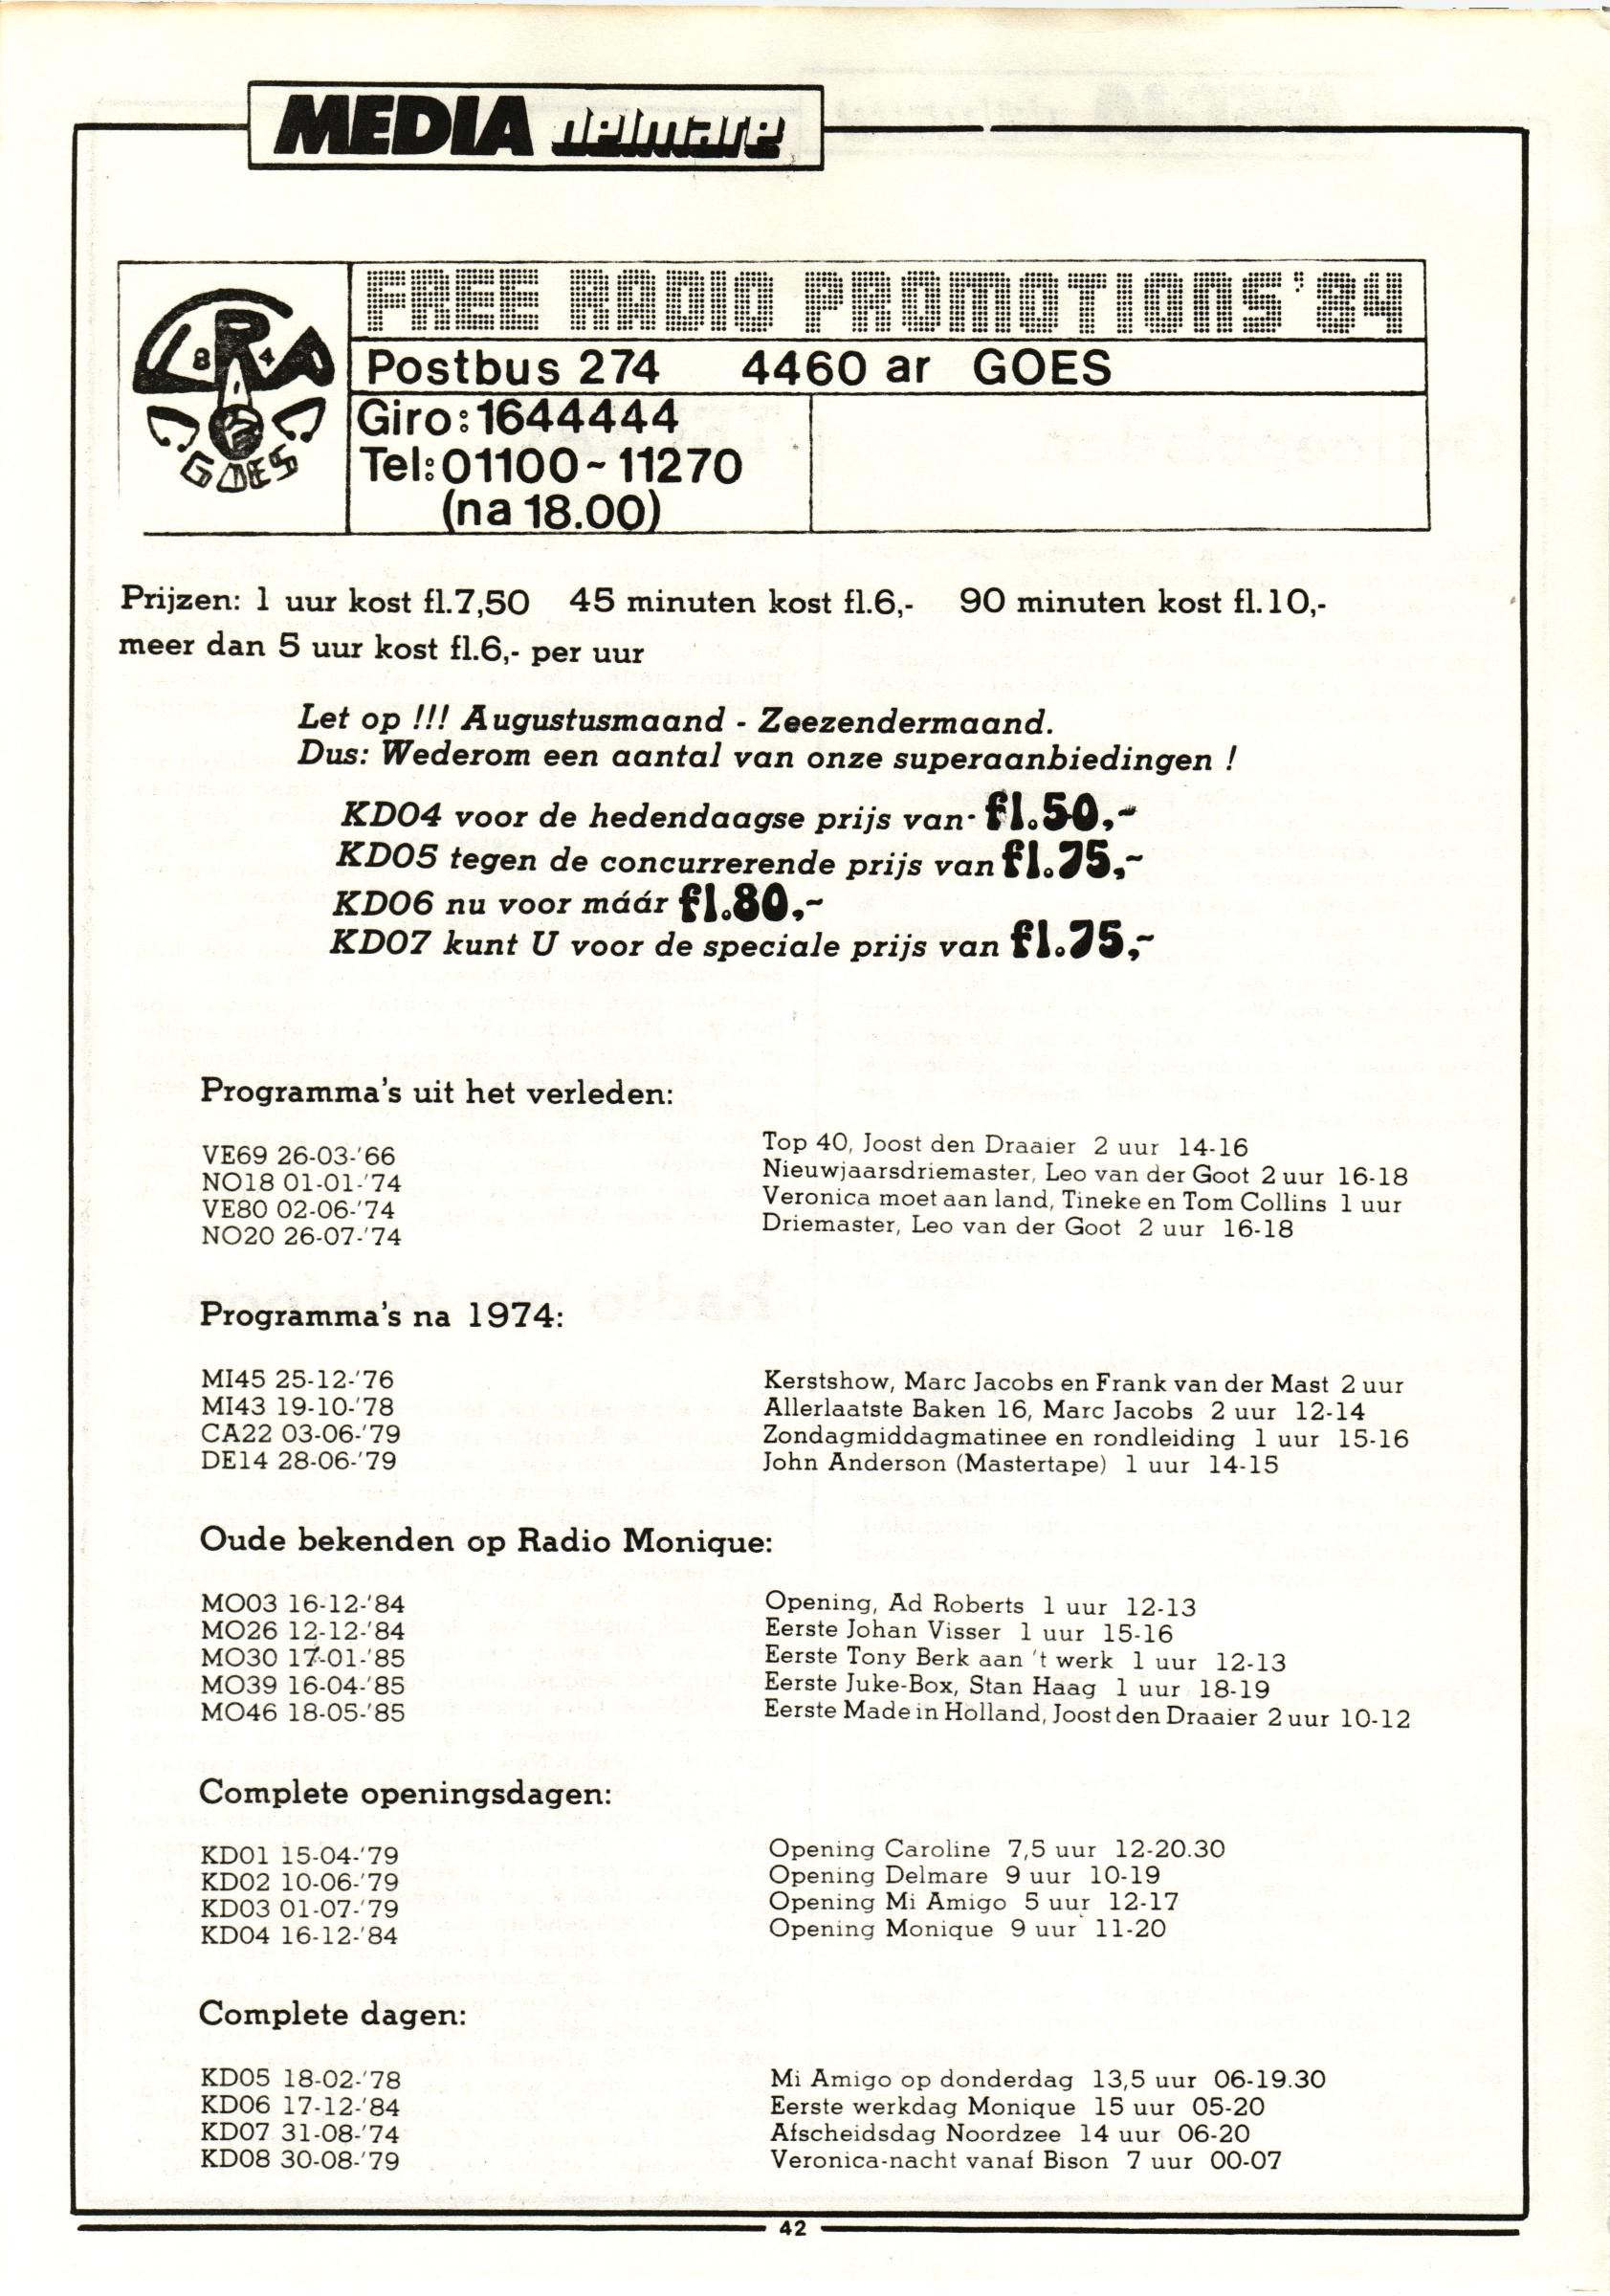 MEDIA delmare
FREE RADIO PROMOTIONS '84
8 4
GOES
Postbus 274 4460 ar GOES
Giro: 1644444
Tel: 01100~11270
(na 18.00)
Prijzen: 1 uur kost fl.7,50 45 minuten kost fl.6,- 90 minuten kost fl.10,-
meer dan 5 uur kost fl.6,- per uur
Let op !!! Augustusmaand - Zeezendermaand.
Dus: Wederom een aantal van onze superaanbiedingen !
KD04 voor de hedendaagse prijs van fl.50,-
KD05 tegen de concurrerende prijs van fl.75,-
KD06 nu voor máár fl.80,-
KD07 kunt U voor de speciale prijs van fl.75,-
Programma's uit het verleden:
VE69 26-03-'66 Top 40, Joost den Draaier 2 uur 14-16
NO18 01-01-'74 Nieuwjaarsdriemaster, Leo van der Goot 2 uur 16-18
VE80 02-06-'74 Veronica moet aan land, Tineke en Tom Collins 1 uur
NO20 26-07-'74 Driemaster, Leo van der Goot 2 uur 16-18
Programma's na 1974:
MI45 25-12-'76 Kerstshow, Marc Jacobs en Frank van der Mast 2 uur
MI43 19-10-'78 Allerlaatste Baken 16, Marc Jacobs 2 uur 12-14
CA22 03-06-'79 Zondagmiddagmatinee en rondleiding 1 uur 15-16
DE14 28-06-'79 John Anderson (Mastertape) 1 uur 14-15
Oude bekenden op Radio Monique:
MO03 16-12-'84 Opening, Ad Roberts 1 uur 12-13
MO26 12-12-'84 Eerste Johan Visser 1 uur 15-16
MO30 17-01-'85 Eerste Tony Berk aan 't werk 1 uur 12-13
MO39 16-04-'85 Eerste Juke-Box, Stan Haag 1 uur 18-19
MO46 18-05-'85 Eerste Made in Holland, Joost den Draaier 2 uur 10-12
Complete openingsdagen:
KD01 15-04-'79 Opening Caroline 7,5 uur 12-20.30
KD02 10-06-'79 Opening Delmare 9 uur 10-19
KD03 01-07-'79 Opening Mi Amigo 5 uur 12-17
KD04 16-12-'84 Opening Monique 9 uur 11-20
Complete dagen:
KD05 18-02-'78 Mi Amigo op donderdag 13,5 uur 06-19.30
KD06 17-12-'84 Eerste werkdag Monique 15 uur 05-20
KD07 31-08-'74 Afscheidsdag Noordzee 14 uur 06-20
KD08 30-08-'79 Veronica-nacht vanaf Bison 7 uur 00-07
42